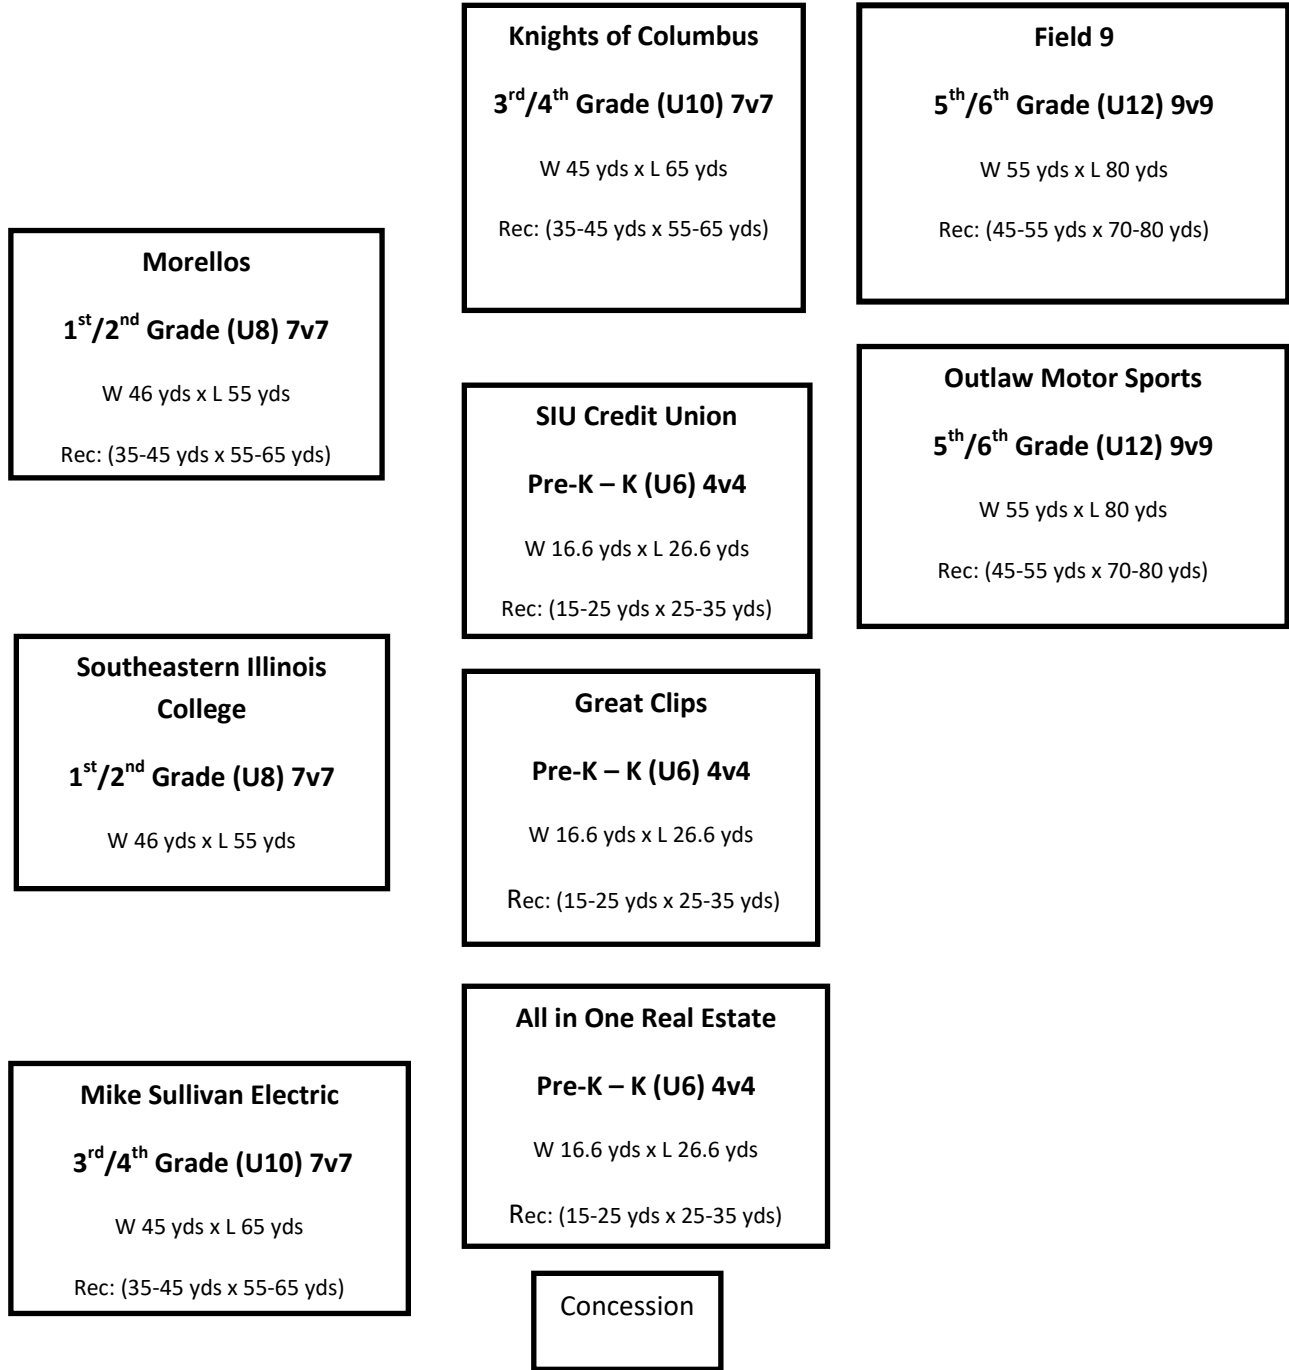 Knights of Columbus
3rd/4th Grade (U10) 7v7
W 45 yds x L 65 yds
Rec: (35-45 yds x 55-65 yds)
Field 9
5th/6th Grade (U12) 9v9
W 55 yds x L 80 yds
Rec: (45-55 yds x 70-80 yds)
Morellos
1st/2nd Grade (U8) 7v7
W 46 yds x L 55 yds
Rec: (35-45 yds x 55-65 yds)
SIU Credit Union
Pre-K – K (U6) 4v4
W 16.6 yds x L 26.6 yds
Rec: (15-25 yds x 25-35 yds)
Outlaw Motor Sports
5th/6th Grade (U12) 9v9
W 55 yds x L 80 yds
Rec: (45-55 yds x 70-80 yds)
Southeastern Illinois
College
1st/2nd Grade (U8) 7v7
W 46 yds x L 55 yds
Great Clips
Pre-K – K (U6) 4v4
W 16.6 yds x L 26.6 yds
Rec: (15-25 yds x 25-35 yds)
All in One Real Estate
Pre-K – K (U6) 4v4
W 16.6 yds x L 26.6 yds
Rec: (15-25 yds x 25-35 yds)
Mike Sullivan Electric
3rd/4th Grade (U10) 7v7
W 45 yds x L 65 yds
Rec: (35-45 yds x 55-65 yds)
Concession